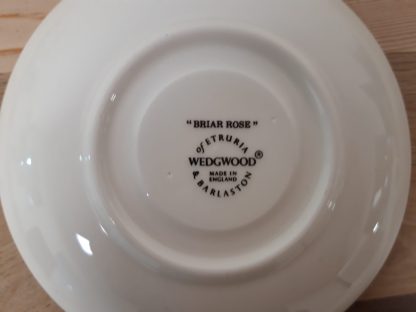 "BRIAR ROSE"
of ETRURIA
WEDGWOOD®
MADE IN
ENGLAND
& BARLASTON